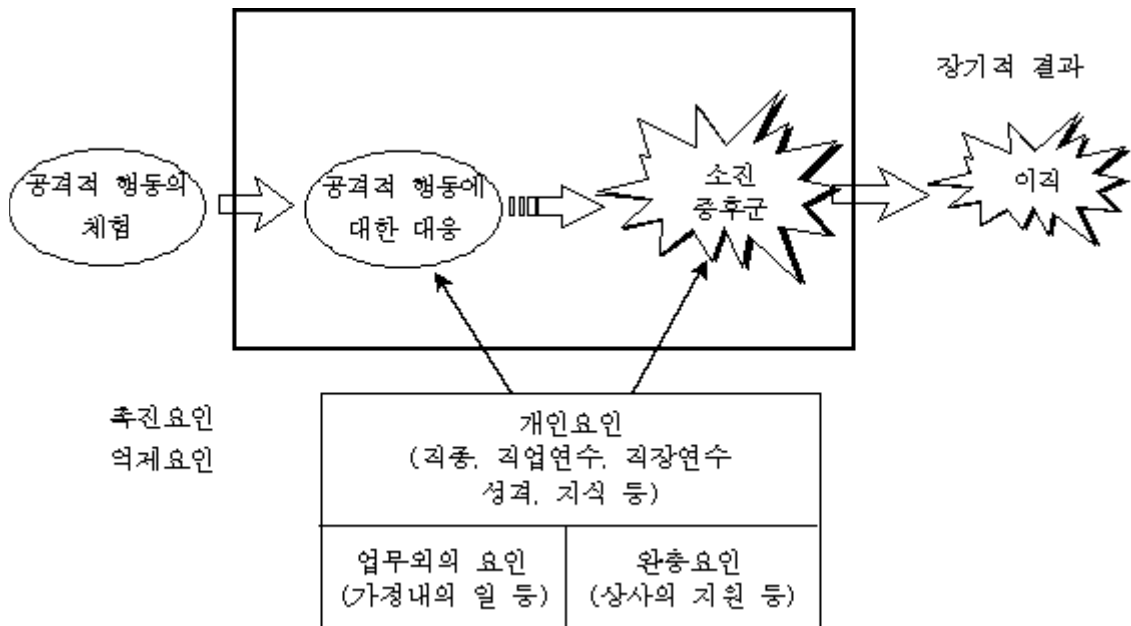 장기적 결과
공격적 행동의
체험
공격적 행동에
대한 대응
소진
증후군
이직
촉진요인
억제요인
개인요인
(직종, 직업연수, 직장연수
성격, 지식 등)
업무외의 요인
(가정내의 일 등)
완충요인
(상사의 지원 등)